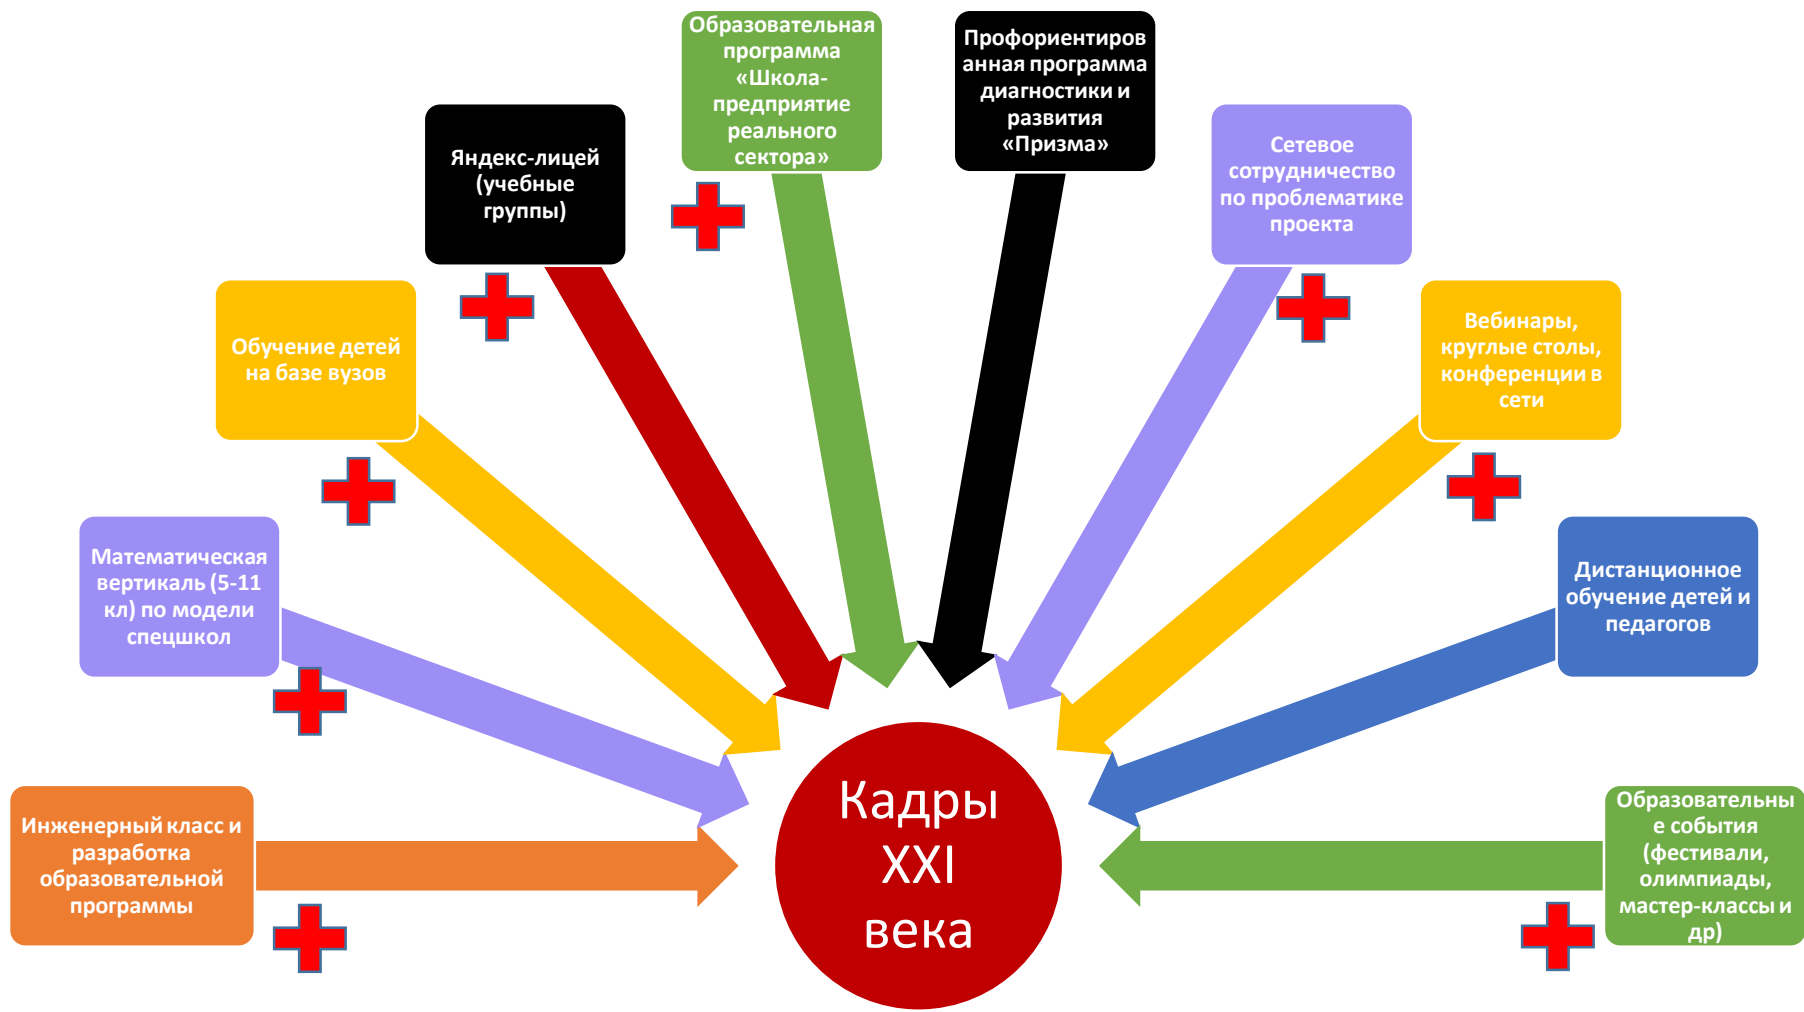 Образовательная
программа
«Школа-
предприятие
реального
сектора»
Профориентиров
анная программа
диагностики и
развития
«Призма»
Яндекс-лицей
(учебные
группы)
Сетевое
сотрудничество
по проблематике
проекта
Обучение детей
на базе вузов
Вебинары,
круглые столы,
конференции в
сети
Математическая
вертикаль (5-11
кл) по модели
спецшкол
Дистанционное
обучение детей и
педагогов
Инженерный класс и
разработка
образовательной
программы
Кадры
XXI
века
Образовательны
е события
(фестивали,
олимпиады,
мастер-классы и
др)